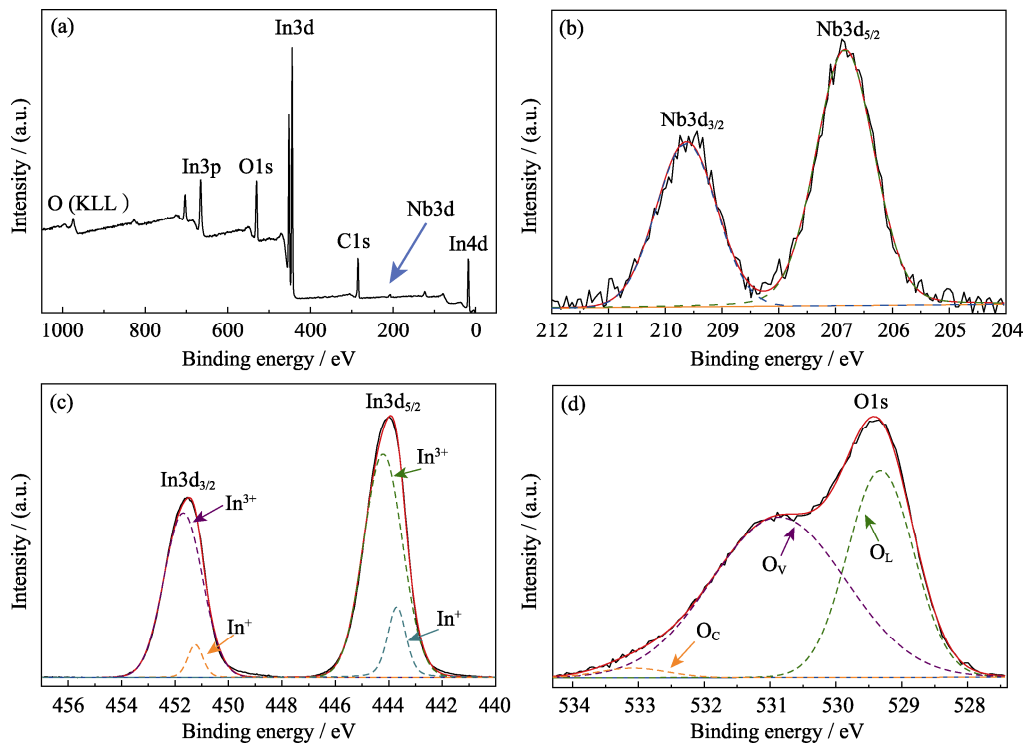 (a)
In3d
In3p
O1s
O (KLL )
Nb3d
C1s
In4d
Intensity / (a.u.)
1000 800 600 400 200 0
Binding energy / eV
(b)
Nb3d5/2
Nb3d3/2
Intensity / (a.u.)
212 211 210 209 208 207 206 205 204
Binding energy / eV
(c)
In3d5/2
In3+
In3d3/2
In3+
In+
In+
Intensity / (a.u.)
456 454 452 450 448 446 444 442 440
Binding energy / eV
(d)
O1s
OV
OL
OC
Intensity / (a.u.)
534 533 532 531 530 529 528
Binding energy / eV